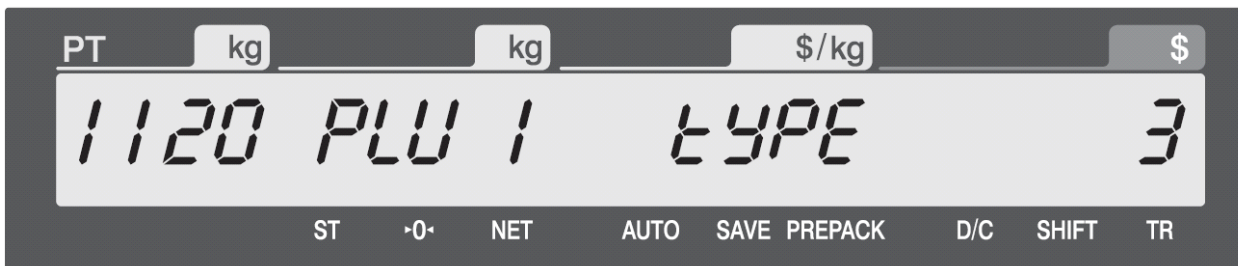 PT kg kg $/kg $
1120 PLU 1 tYPE 3
ST ▸0◂ NET AUTO SAVE PREPACK D/C SHIFT TR